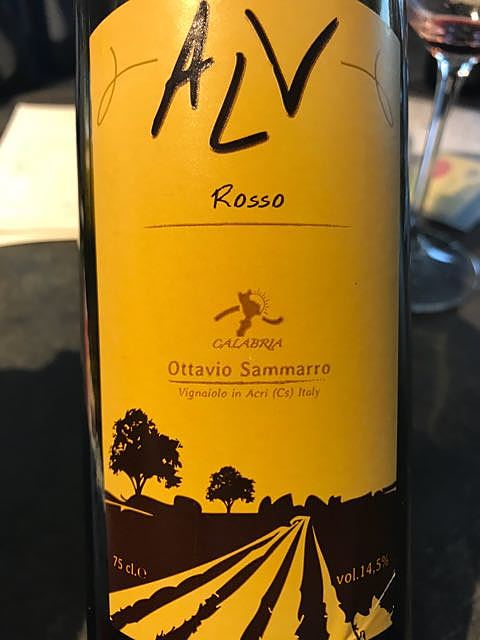 ALV
Rosso
CALABRIA
Ottavio Sammarro
Vignaiolo in Acri (Cs) Italy
75 cl.e
vol.14,5%